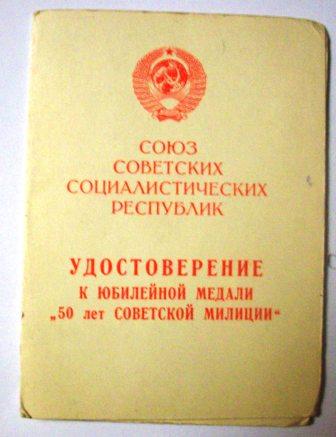 СОЮЗ
СОВЕТСКИХ
СОЦИАЛИСТИЧЕСКИХ
РЕСПУБЛИК
УДОСТОВЕРЕНИЕ
К ЮБИЛЕЙНОЙ МЕДАЛИ
„50 лет СОВЕТСКОЙ МИЛИЦИИ“